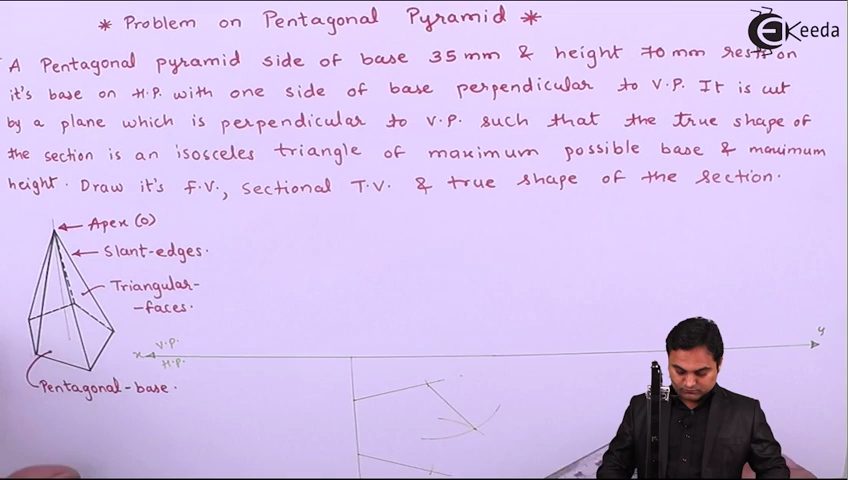 * Problem on Pentagonal Pyramid *
Keeda
A Pentagonal pyramid side of base 35 mm & height 70 mm rests on
it's base on H.P. with one side of base perpendicular to V.P. It is cut
by a plane which is perpendicular to V.P. such that the true shape of
the section is an isosceles triangle of maximum possible base & maximum
height. Draw it's F.V., Sectional T.V. & true shape of the section.
Apex (O)
Slant-edges.
Triangular-
-faces.
x V.P. y
H.P.
Pentagonal-base.